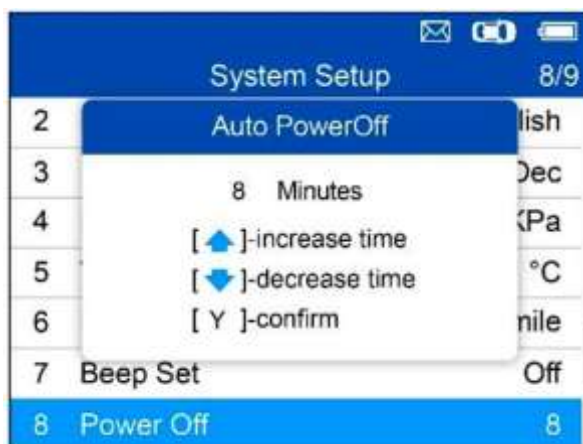 System Setup 8/9
2 lish
Auto PowerOff
3 Dec
8 Minutes
4 KPa
[ ]-increase time
5 °C
[ ]-decrease time
6 mile
[ Y ]-confirm
7 Beep Set Off
8 Power Off 8